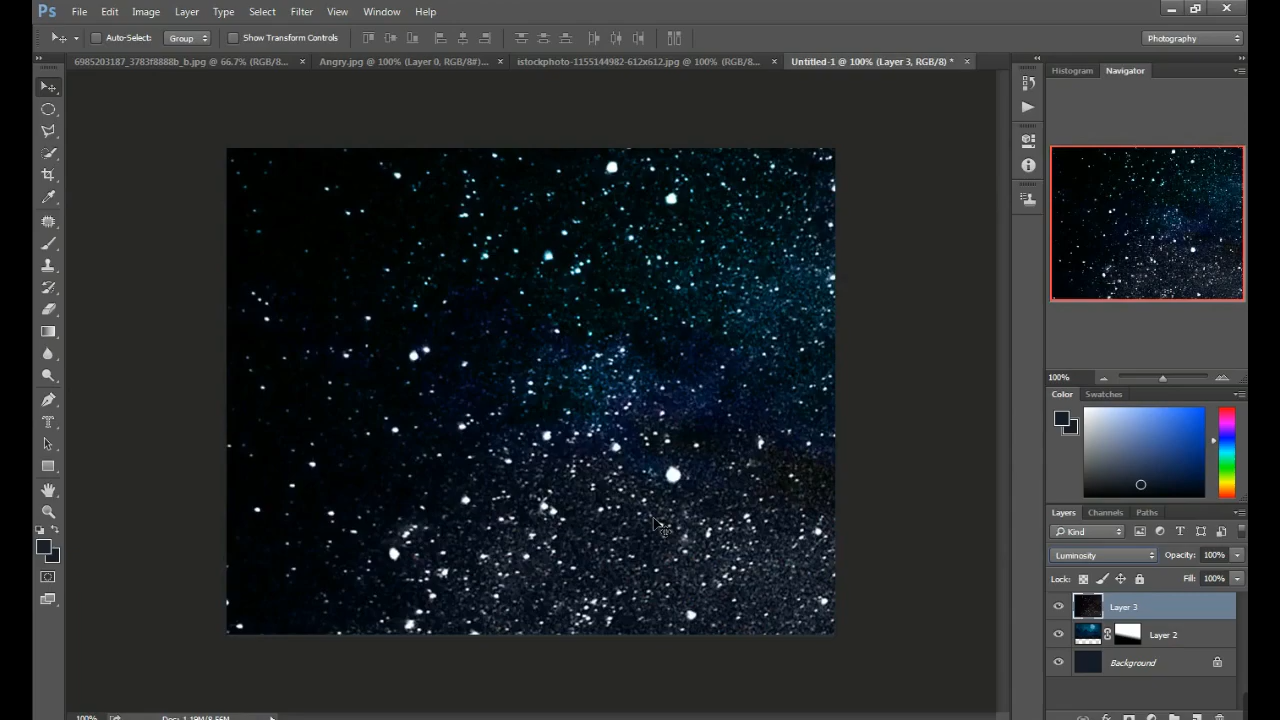 Ps File Edit Image Layer Type Select Filter View Window Help
Auto-Select: Group Show Transform Controls Photography
6985203187_3783f8888b_b.jpg @ 66.7% (RGB/8... Angry.jpg @ 100% (Layer 0, RGB/8#) istockphoto-1155144982-612x612.jpg @ 100% (RGB/8... Untitled-1 @ 100% (Layer 3, RGB/8) *
Histogram Navigator
100%
Color Swatches
Layers Channels Paths
Kind
Luminosity Opacity: 100%
Lock: Fill: 100%
Layer 3
Layer 2
Background
100% Doc: 1.19M/8.56M